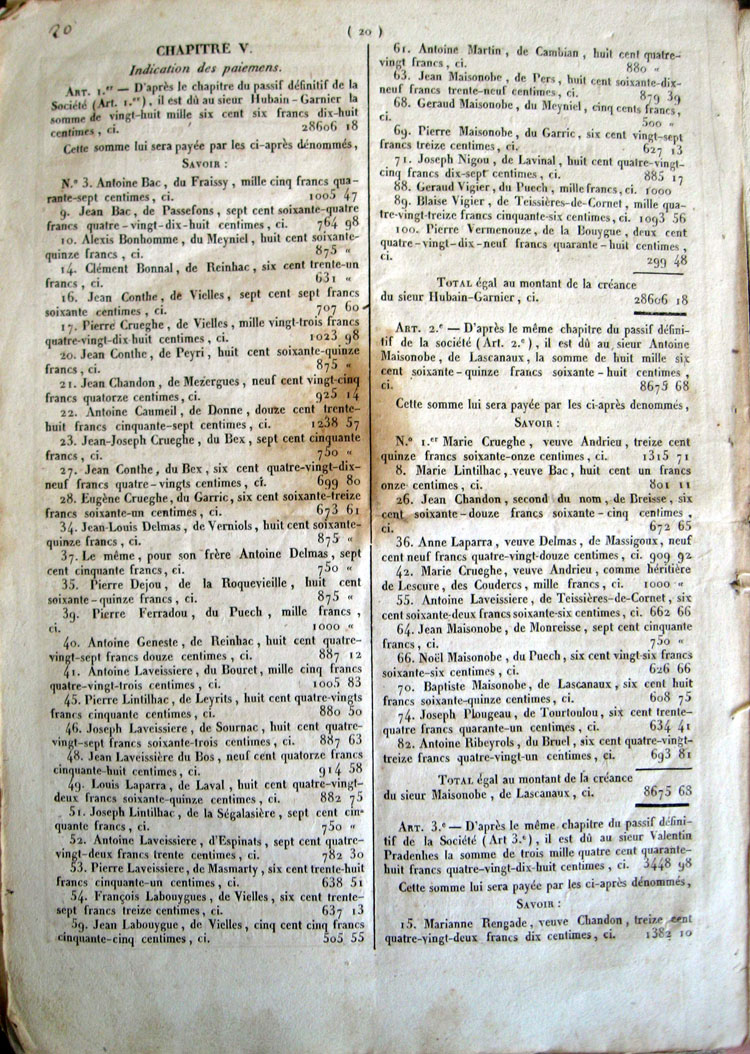 20
( 20 )
CHAPITRE V.
Indication des paiemens.
ART. 1.er — D'après le chapitre du passif définitif de la
Société (Art. 1.er), il est dû au sieur Hubain-Garnier la
somme de vingt-huit mille six cent six francs dix-huit
centimes, ci. 28606 18
Cette somme lui sera payée par les ci-après dénommés,
SAVOIR :
N.° 3. Antoine Bac, du Fraissy, mille cinq francs qua-
rante-sept centimes, ci. 1005 47
9. Jean Bac, de Passefons, sept cent soixante-quatre
francs quatre-vingt-dix-huit centimes, ci. 764 98
10. Alexis Bonhomme, du Meyniel, huit cent soixante-
quinze francs, ci. 875 "
14. Clément Bonnal, de Reinhac, six cent trente-un
francs, ci. 631 "
16. Jean Conthe, de Vielles, sept cent sept francs
soixante centimes, ci. 707 60
17. Pierre Crueghe, de Vielles, mille vingt-trois francs
quatre-vingt-dix-huit centimes, ci. 1023 98
20. Jean Conthe, de Peyri, huit cent soixante-quinze
francs, ci. 875 "
21. Jean Chandon, de Mezergues, neuf cent vingt-cinq
francs quatorze centimes, ci. 925 14
22. Antoine Caumeil, de Donne, douze cent trente-
huit francs cinquante-sept centimes, ci. 1238 57
23. Jean-Joseph Crueghe, du Bex, sept cent cinquante
francs, ci. 750 "
27. Jean Conthe, du Bex, six cent quatre-vingt-dix-
neuf francs quatre-vingts centimes, ci. 699 80
28. Eugène Crueghe, du Garric, six cent soixante-treize
francs soixante-un centimes, ci. 673 61
34. Jean-Louis Delmas, de Verniols, huit cent soixante-
quinze francs, ci. 875 "
37. Le même, pour son frère Antoine Delmas, sept
cent cinquante francs, ci. 750 "
35. Pierre Dejou, de la Roquevieille, huit cent
soixante-quinze francs, ci. 875 "
39. Pierre Ferradou, du Puech, mille francs,
ci. 1000 "
40. Antoine Geneste, de Reinhac, huit cent quatre-
vingt-sept francs douze centimes, ci. 887 12
41. Antoine Laveissiere, du Bouret, mille cinq francs
quatre-vingt-trois centimes, ci. 1005 83
45. Pierre Lintilhac, de Leyrits, huit cent quatre-vingts
francs cinquante centimes, ci. 880 50
46. Joseph Laveissiere, de Sournac, huit cent quatre-
vingt-sept francs soixante-trois centimes, ci. 887 63
48. Jean Laveissière du Bos, neuf cent quatorze francs
cinquante-huit centimes, ci. 914 58
49. Louis Laparra, de Laval, huit cent quatre-vingt-
deux francs soixante-quinze centimes, ci. 882 75
51. Joseph Lintilhac, de la Ségalasière, sept cent cin-
quante francs, ci. 750 "
52. Antoine Laveissiere, d'Espinats, sept cent quatre-
vingt-deux francs trente centimes, ci. 782 30
53. Pierre Laveissiere, de Masmarty, six cent trente-huit
francs cinquante-un centimes, ci. 638 51
54. François Labouygues, de Vielles, six cent trente-
sept francs treize centimes, ci. 637 13
59. Jean Labouygue, de Vielles, cinq cent cinq francs
cinquante-cinq centimes, ci. 505 55
61. Antoine Martin, de Cambian, huit cent quatre-
vingt francs, ci. 880 "
63. Jean Maisonobe, de Pers, huit cent soixante-dix-
neuf francs trente-neuf centimes, ci. 879 39
68. Geraud Maisonobe, du Meyniel, cinq cents francs,
ci. 500 "
69. Pierre Maisonobe, du Garric, six cent vingt-sept
francs treize centimes, ci. 627 13
71. Joseph Nigou, de Lavinal, huit cent quatre-vingt-
cinq francs dix-sept centimes, ci. 885 17
88. Geraud Vigier, du Puech, mille francs, ci. 1000
89. Blaise Vigier, de Teissières-de-Cornet, mille qua-
tre-vingt-treize francs cinquante-six centimes, ci. 1093 56
100. Pierre Vermenouze, de la Bouygue, deux cent
quatre-vingt-dix-neuf francs quarante-huit centimes,
ci. 299 48
TOTAL égal au montant de la créance
du sieur Hubain-Garnier, ci. 28606 18
ART. 2.e — D'après le même chapitre du passif défini-
tif de la société (Art. 2.e), il est dû au sieur Antoine
Maisonobe, de Lascanaux, la somme de huit mille six
cent soixante-quinze francs soixante-huit centimes,
ci. 8675 68
Cette somme lui sera payée par les ci-après denommés,
SAVOIR :
N.° 1.er Marie Crueghe, veuve Andrieu, treize cent
quinze francs soixante-onze centimes, ci. 1315 71
8. Marie Lintilhac, veuve Bac, huit cent un francs
onze centimes, ci. 801 11
26. Jean Chandon, second du nom, de Breisse, six
cent soixante-douze francs soixante-cinq centimes,
ci. 672 65
36. Anne Laparra, veuve Delmas, de Massigoux, neuf
cent neuf francs quatre-vingt-douze centimes, ci. 909 92
42. Marie Crueghe, veuve Andrieu, comme héritière
de Lescure, des Coudercs, mille francs, ci. 1000 "
55. Antoine Laveissiere, de Teissières-de-Cornet, six
cent soixante-deux francs soixante-six centimes, ci. 662 66
64. Jean Maisonobe, de Monreisse, sept cent cinquante
francs, ci. 750 "
66. Noël Maisonobe, du Puech, six cent vingt-six francs
soixante-six centimes, ci. 626 66
70. Baptiste Maisonobe, de Lascanaux, six cent huit
francs soixante-quinze centimes, ci. 608 75
74. Joseph Plougeau, de Tourtoulou, six cent trente-
quatre francs quarante-un centimes, ci. 634 41
82. Antoine Ribeyrols, du Bruel, six cent quatre-vingt-
treize francs quatre-vingt-un centimes, ci. 693 81
TOTAL égal au montant de la créance
du sieur Maisonobe, de Lascanaux, ci. 8675 68
ART. 3.e — D'après le même chapitre du passif défini-
tif de la Société (Art 3.e), il est dû au sieur Valentin
Pradenhes la somme de trois mille quatre cent quarante-
huit francs quatre-vingt-dix-huit centimes, ci. 3448 98
Cette somme lui sera payée par les ci-après dénommés,
SAVOIR :
15. Marianne Rengade, veuve Chandon, treize cent
quatre-vingt-deux francs dix centimes, ci. 1382 10